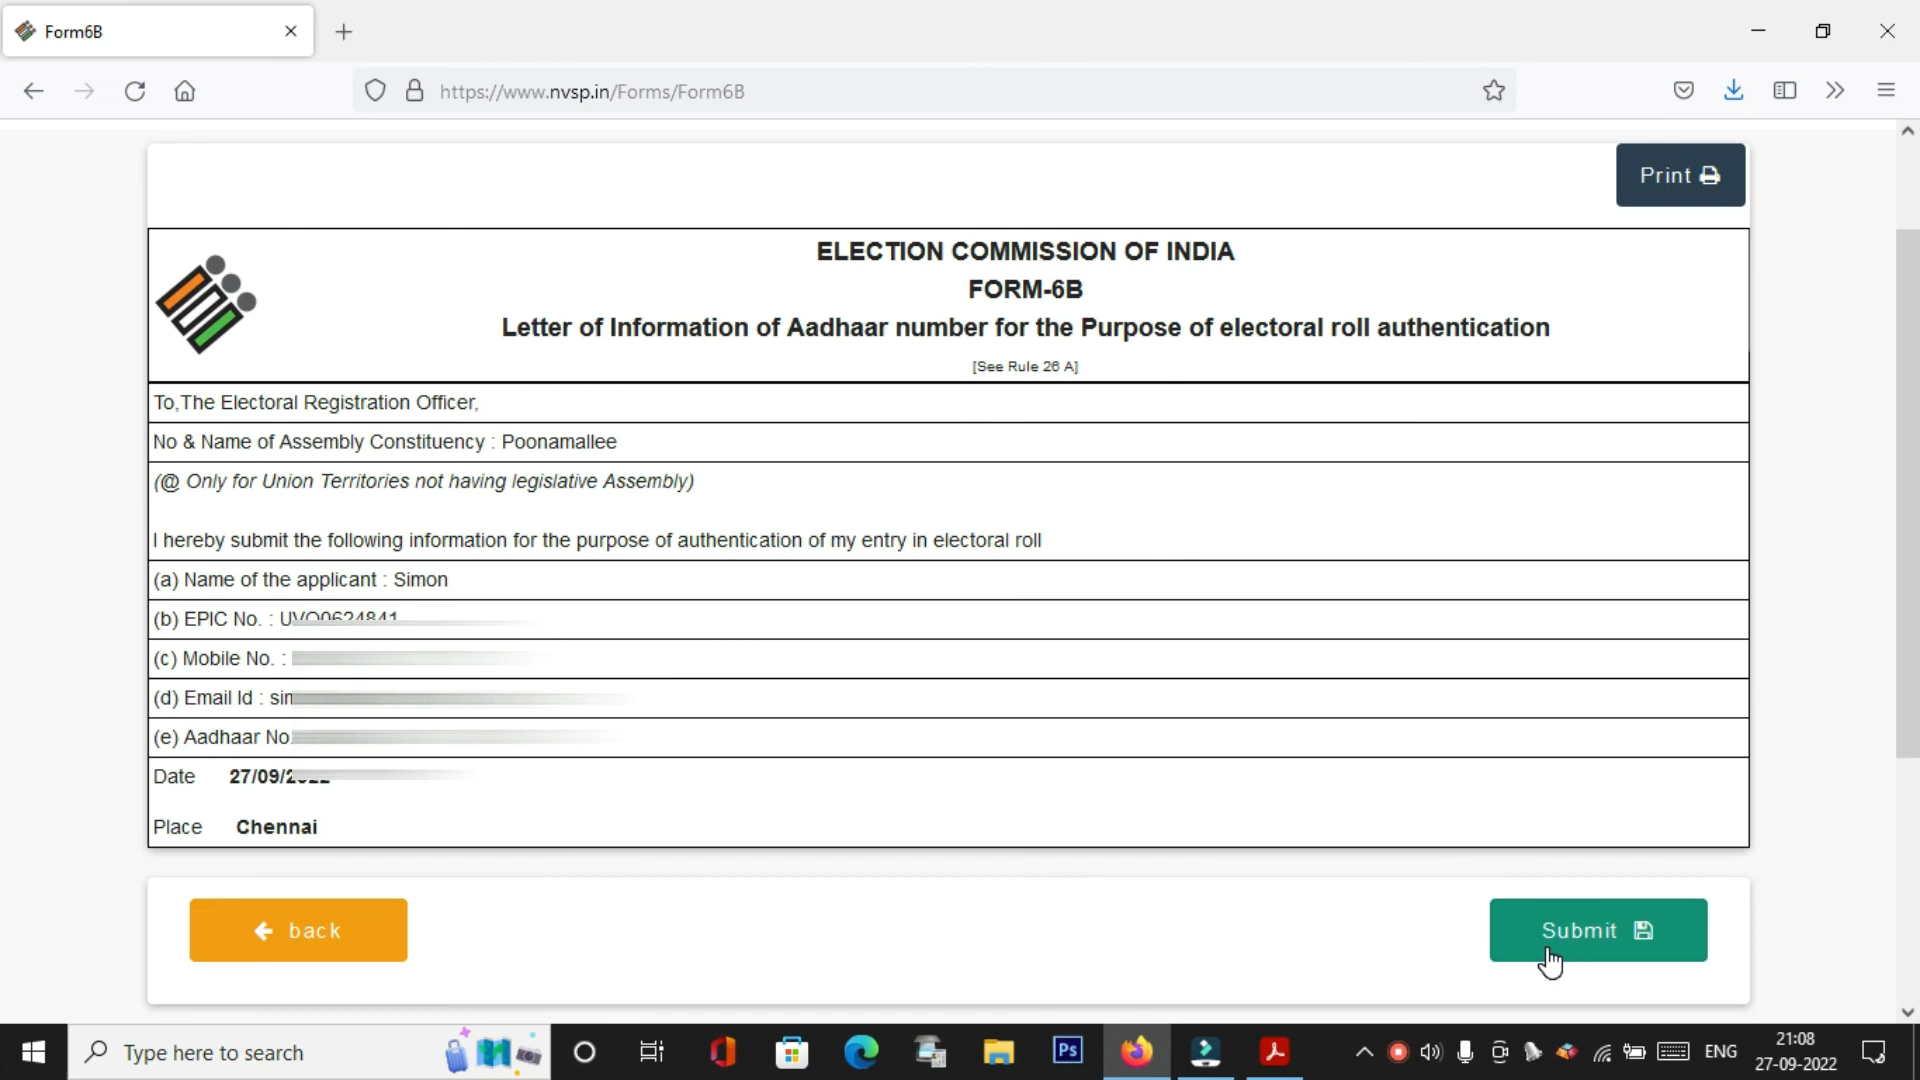 Form6B
https://www.nvsp.in/Forms/Form6B
Print
ELECTION COMMISSION OF INDIA
FORM-6B
Letter of Information of Aadhaar number for the Purpose of electoral roll authentication
[See Rule 26 A]
To,The Electoral Registration Officer,
No & Name of Assembly Constituency : Poonamallee
(@ Only for Union Territories not having legislative Assembly)
I hereby submit the following information for the purpose of authentication of my entry in electoral roll
(a) Name of the applicant : Simon
(b) EPIC No. :
(c) Mobile No. :
(d) Email Id : sin
(e) Aadhaar No.
Date 27/09/
Place Chennai
back
Submit
Type here to search
Ps
ENG
21:08
27-09-2022